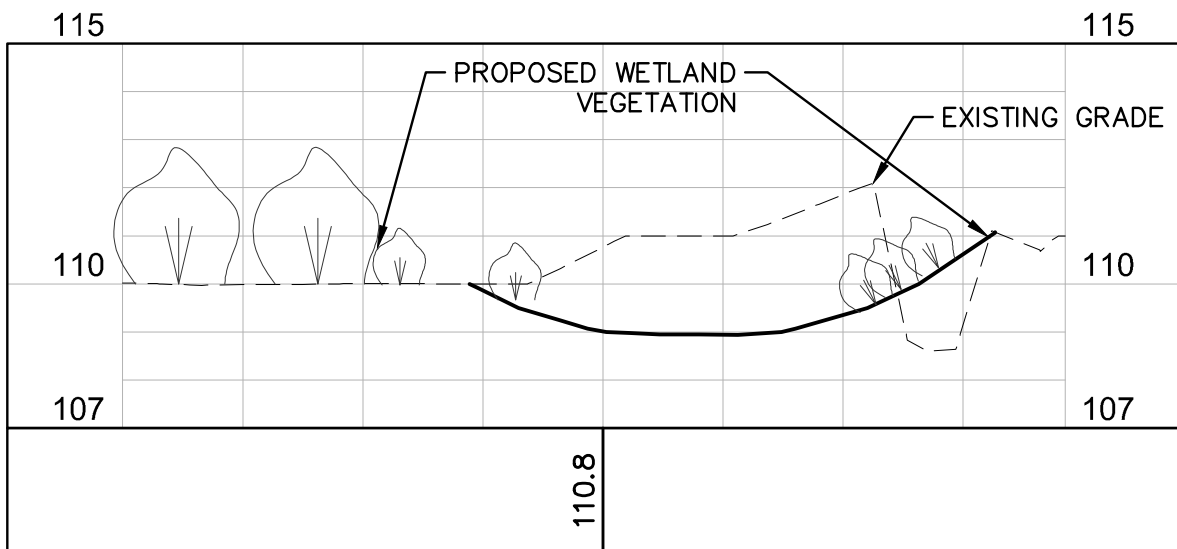 115
115
PROPOSED WETLAND
VEGETATION
EXISTING GRADE
110
110
107
107
110.8